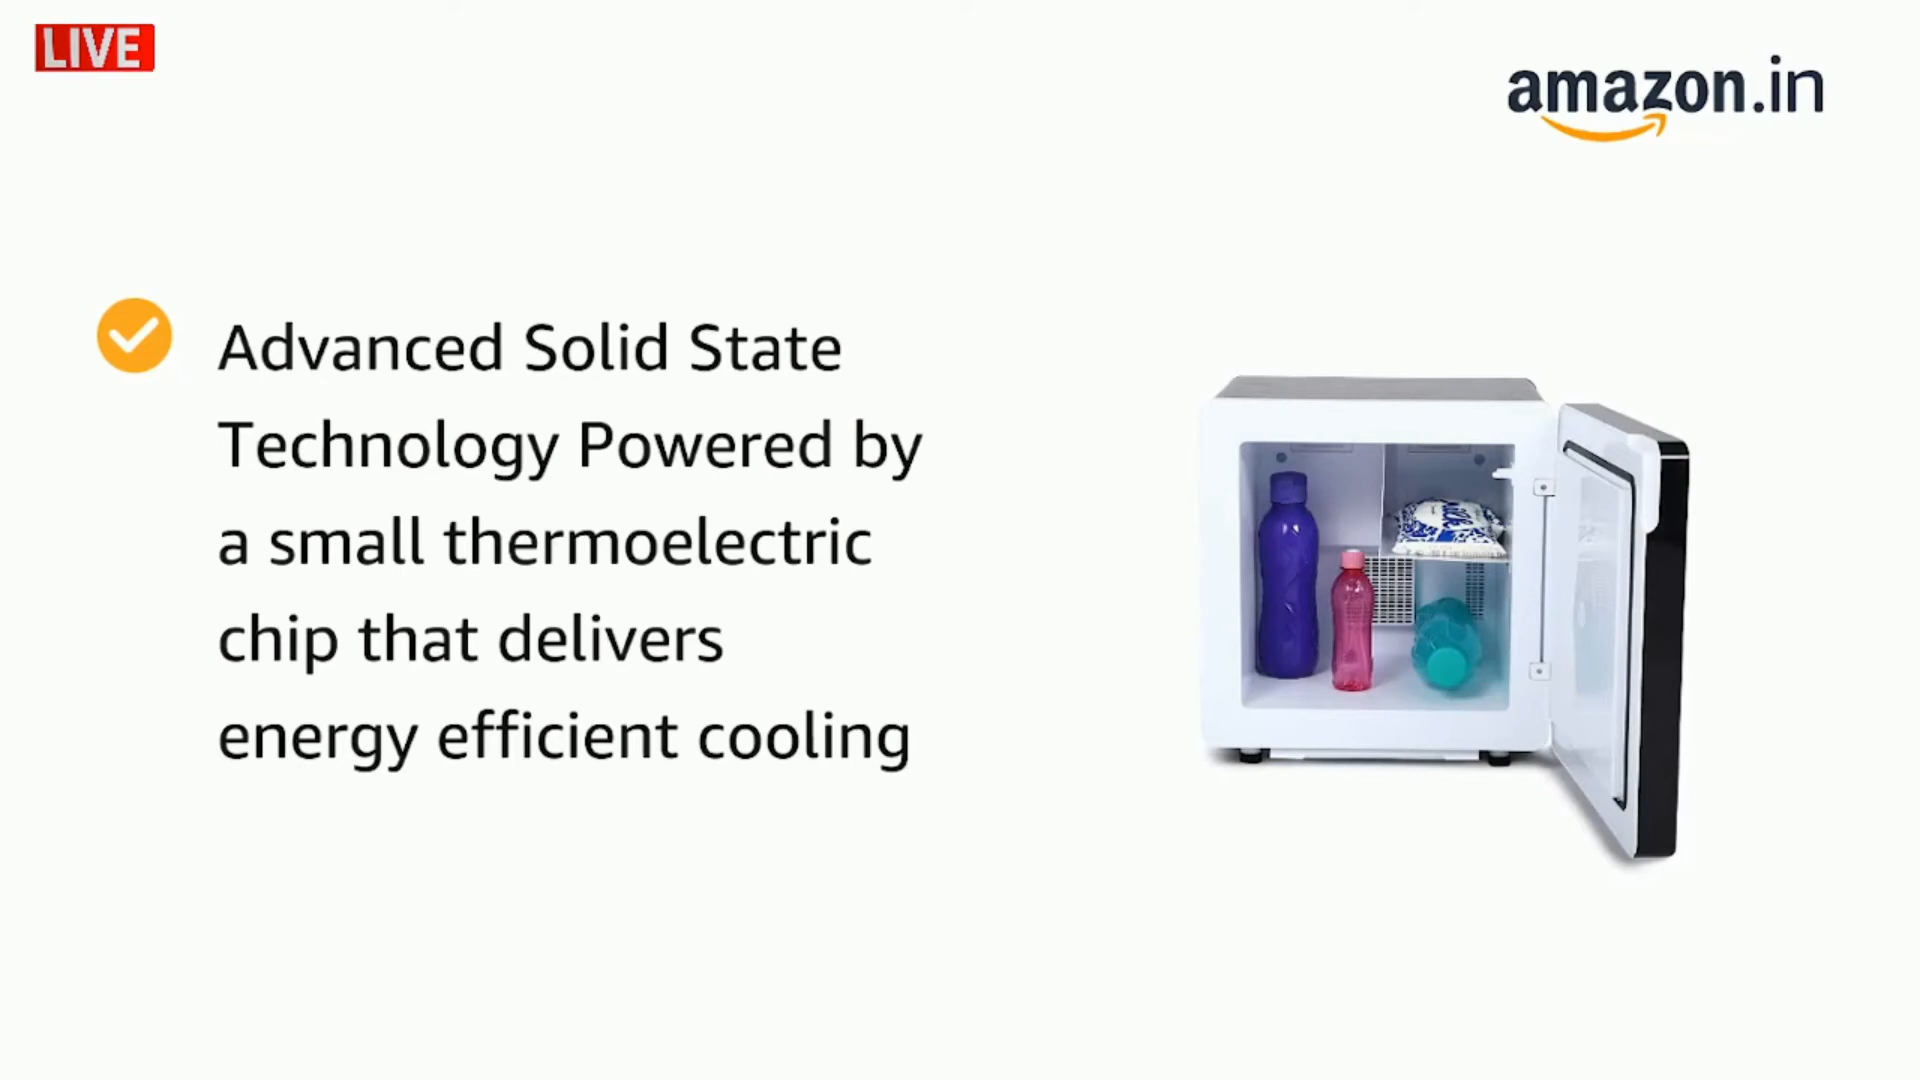 LIVE
amazon.in
Advanced Solid State
Technology Powered by
a small thermoelectric
chip that delivers
energy efficient cooling